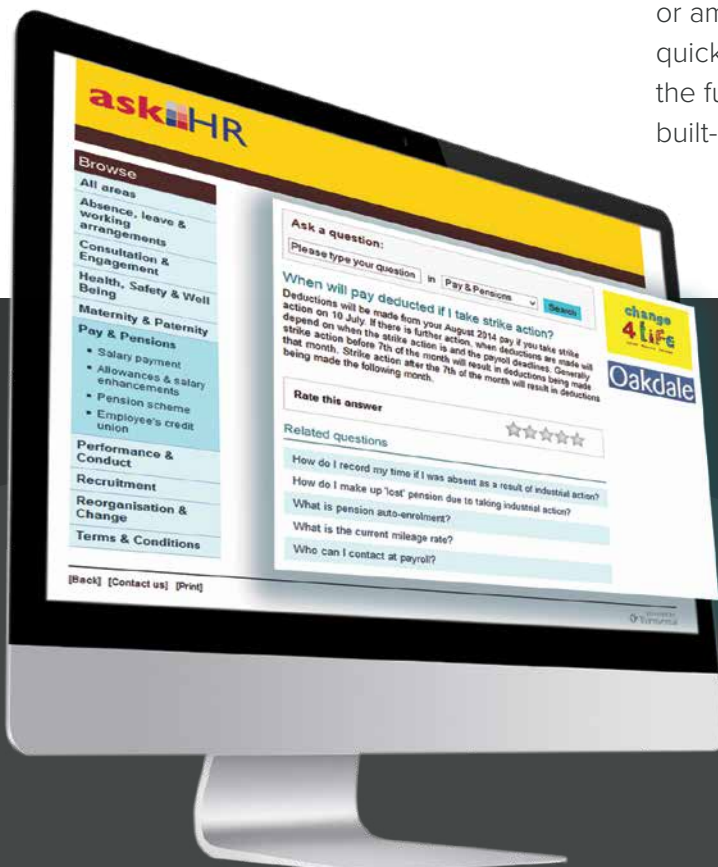 or am
quick
the fu
built-
ask HR
Browse
All areas
Absence, leave &
working
arrangements
Consultation &
Engagement
Health, Safety & Well
Being
Maternity & Paternity
Pay & Pensions
Salary payment
Allowances & salary
enhancements
Pension scheme
Employee's credit
union
Performance &
Conduct
Recruitment
Reorganisation &
Change
Terms & Conditions
[Back] [Contact us] [Print]
Ask a question:
Please type your question in Pay & Pensions Search
When will pay deducted if I take strike action?
Deductions will be made from your August 2014 pay if you take strike
action on 10 July. If there is further action, when deductions are made will
depend on when the strike action is and the payroll deadlines. Generally
strike action before 7th of the month will result in deductions being made
that month. Strike action after the 7th of the month will result in deductions
being made the following month.
Rate this answer
Related questions
How do I record my time if I was absent as a result of industrial action?
How do I make up 'lost' pension due to taking industrial action?
What is pension auto-enrolment?
What is the current mileage rate?
Who can I contact at payroll?
change
4 LiFE
Oakdale